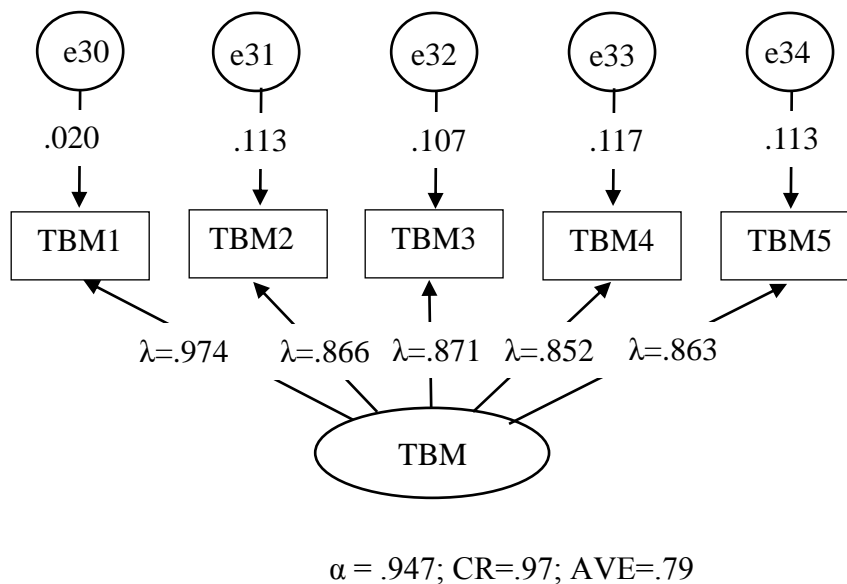 e30 e31 e32 e33 e34
.020 .113 .107 .117 .113
TBM1 TBM2 TBM3 TBM4 TBM5
λ=.974 λ=.866 λ=.871 λ=.852 λ=.863
TBM
α = .947; CR=.97; AVE=.79